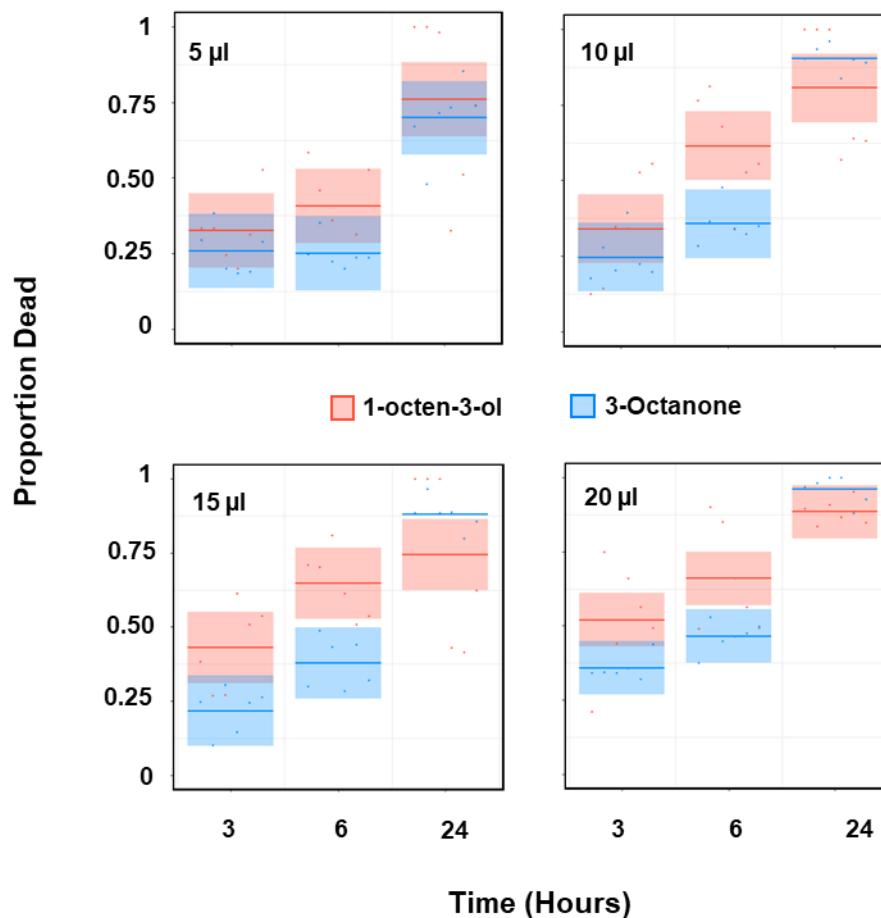 Proportion Dead
5 µl
10 µl
1
0.75
0.50
0.25
0
1-octen-3-ol
3-Octanone
15 µl
20 µl
1
0.75
0.50
0.25
0
3
6
24
3
6
24
Time (Hours)